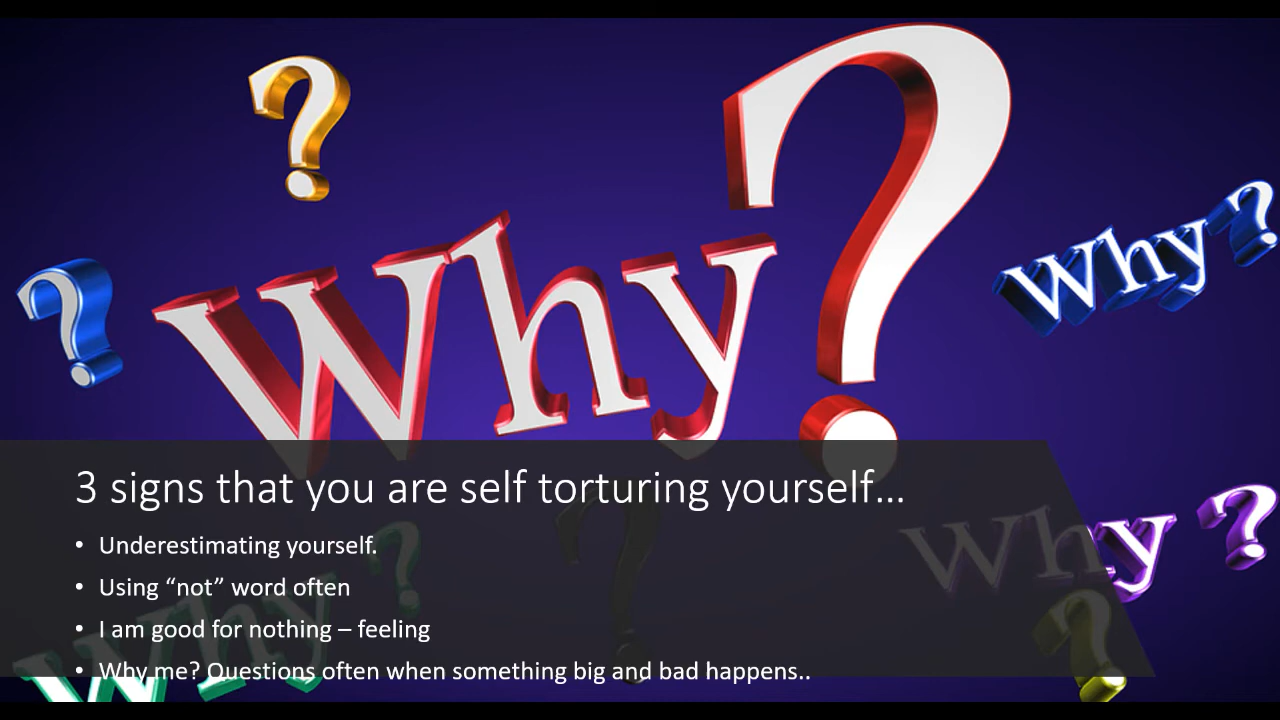 ?
?
Why?
Why?
3 signs that you are self torturing yourself...
• Underestimating yourself.
• Using “not” word often
• I am good for nothing – feeling
• Why me? Questions often when something big and bad happens..
Why?
Why?
?
?